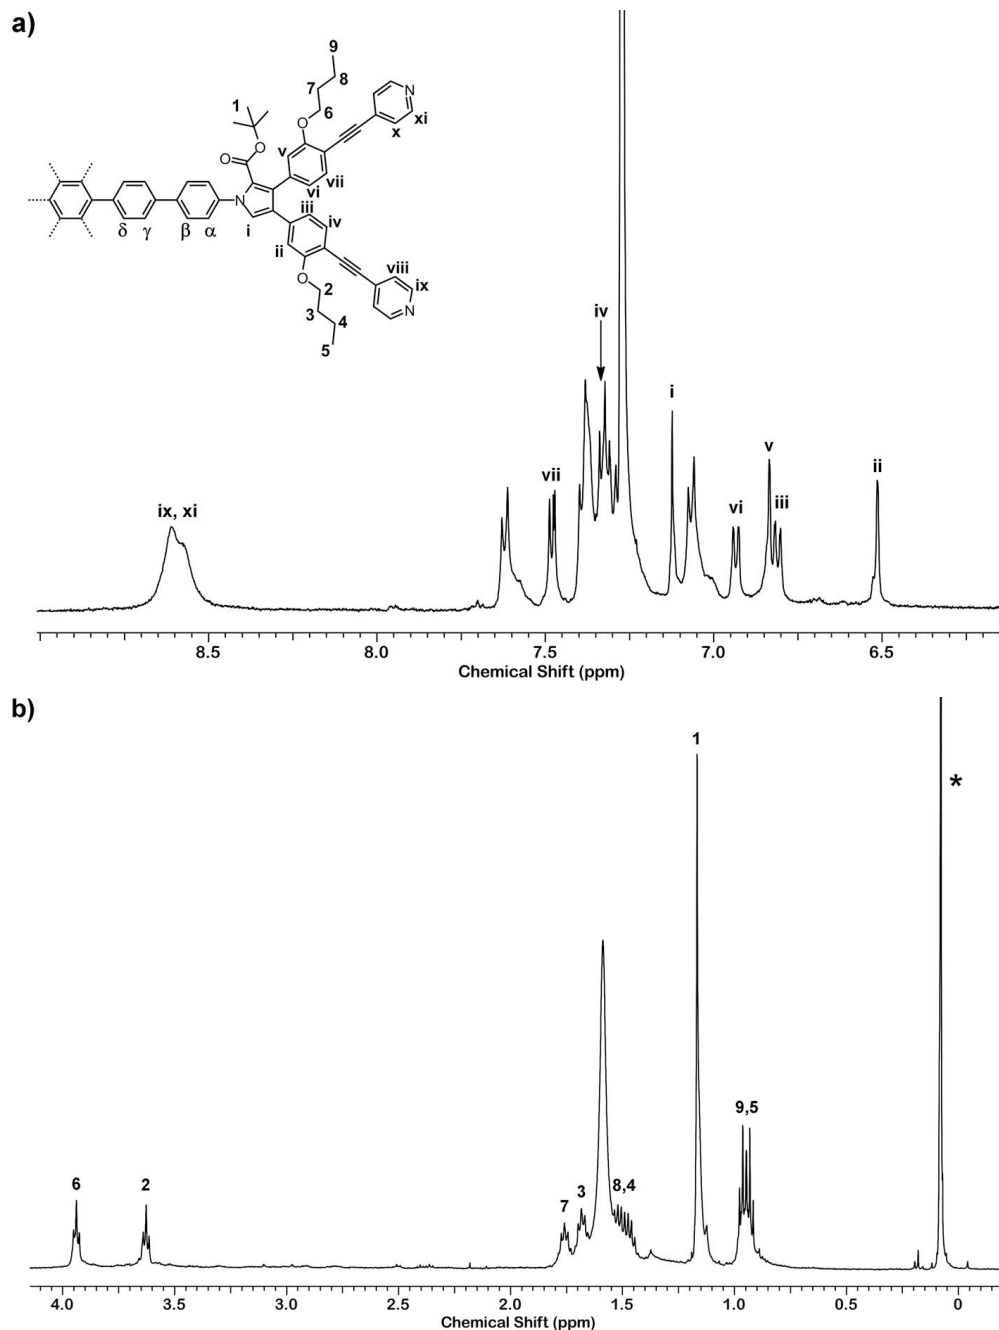 a)
9
8
7
1
6
N
xi
x
O
O
O
v
vii
vi
N
iii
iv
δ
γ
β
α
i
ii
viii
ix
O
2
N
3
4
5
iv
i
vii
v
ii
iii
vi
ix, xi
8.5
8.0
7.5
7.0
6.5
Chemical Shift (ppm)
b)
1
*
9,5
6
2
3
8,4
7
4.0
3.5
3.0
2.5
2.0
1.5
1.0
0.5
0
Chemical Shift (ppm)